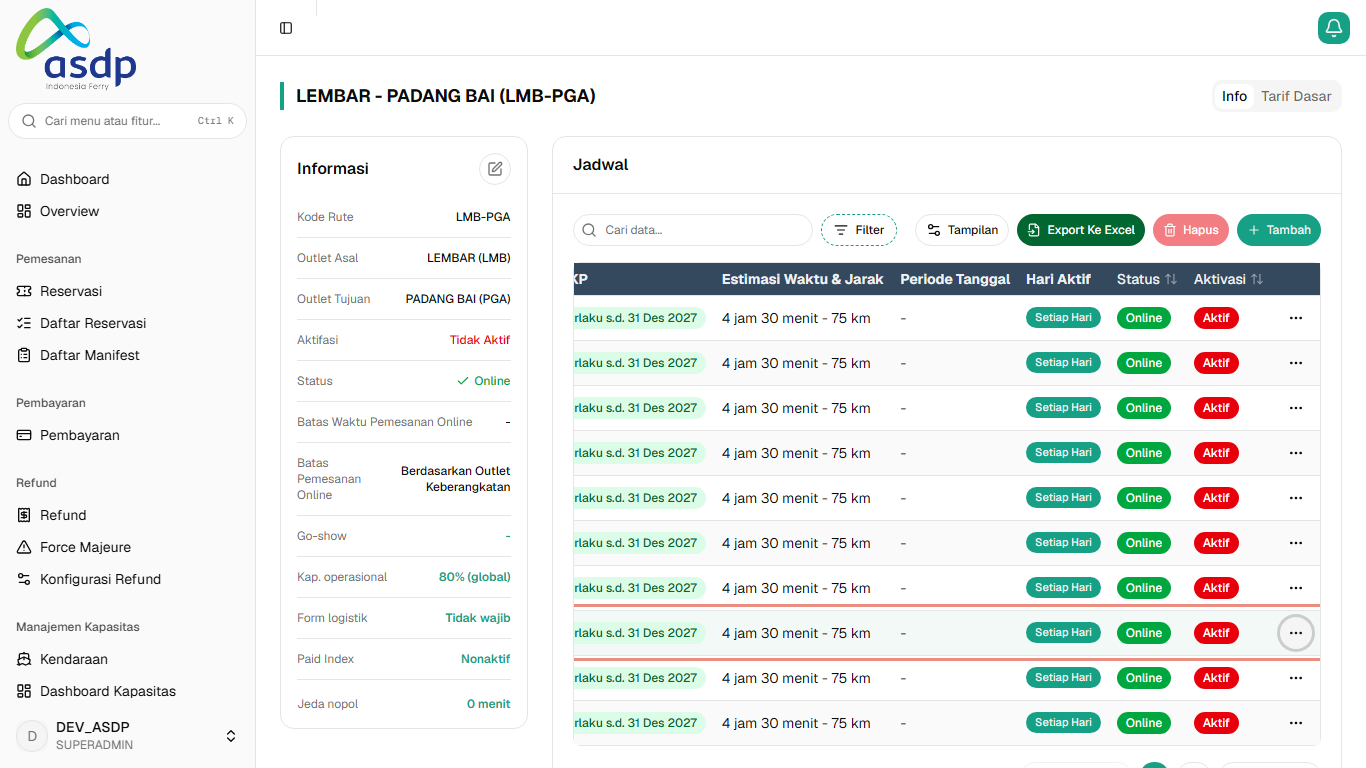 asdp
Indonesia Ferry
Cari menu atau fitur...
Ctrl K
Dashboard
Overview
Pemesanan
Reservasi
Daftar Reservasi
Daftar Manifest
Pembayaran
Pembayaran
Refund
Refund
Force Majeure
Konfigurasi Refund
Manajemen Kapasitas
Kendaraan
Dashboard Kapasitas
D
DEV_ASDP
SUPERADMIN
LEMBAR - PADANG BAI (LMB-PGA)
Info
Tarif Dasar
Informasi
Kode Rute LMB-PGA
Outlet Asal LEMBAR (LMB)
Outlet Tujuan PADANG BAI (PGA)
Aktifasi Tidak Aktif
Status Online
Batas Waktu Pemesanan Online -
Batas
Pemesanan
Online
Berdasarkan Outlet
Keberangkatan
Go-show -
Kap. operasional 80% (global)
Form logistik Tidak wajib
Paid Index Nonaktif
Jeda nopol 0 menit
Jadwal
Cari data...
Filter
Tampilan
Export Ke Excel
Hapus
Tambah
KP Estimasi Waktu & Jarak Periode Tanggal Hari Aktif Status Aktivasi
rlaku s.d. 31 Des 2027 4 jam 30 menit - 75 km - Setiap Hari Online Aktif ...
rlaku s.d. 31 Des 2027 4 jam 30 menit - 75 km - Setiap Hari Online Aktif ...
rlaku s.d. 31 Des 2027 4 jam 30 menit - 75 km - Setiap Hari Online Aktif ...
rlaku s.d. 31 Des 2027 4 jam 30 menit - 75 km - Setiap Hari Online Aktif ...
rlaku s.d. 31 Des 2027 4 jam 30 menit - 75 km - Setiap Hari Online Aktif ...
rlaku s.d. 31 Des 2027 4 jam 30 menit - 75 km - Setiap Hari Online Aktif ...
rlaku s.d. 31 Des 2027 4 jam 30 menit - 75 km - Setiap Hari Online Aktif ...
rlaku s.d. 31 Des 2027 4 jam 30 menit - 75 km - Setiap Hari Online Aktif ...
rlaku s.d. 31 Des 2027 4 jam 30 menit - 75 km - Setiap Hari Online Aktif ...
rlaku s.d. 31 Des 2027 4 jam 30 menit - 75 km - Setiap Hari Online Aktif ...